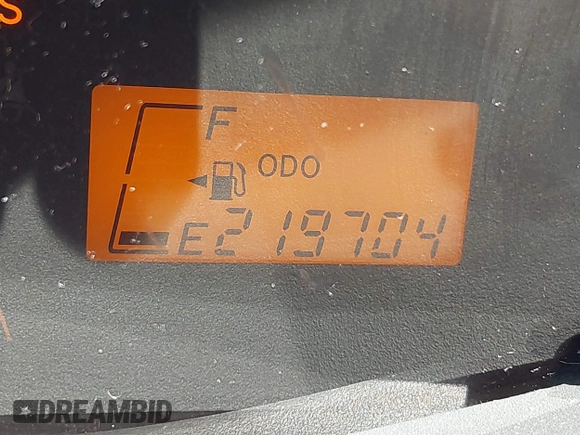 S
F
ODO
E 219704
DREAMBID